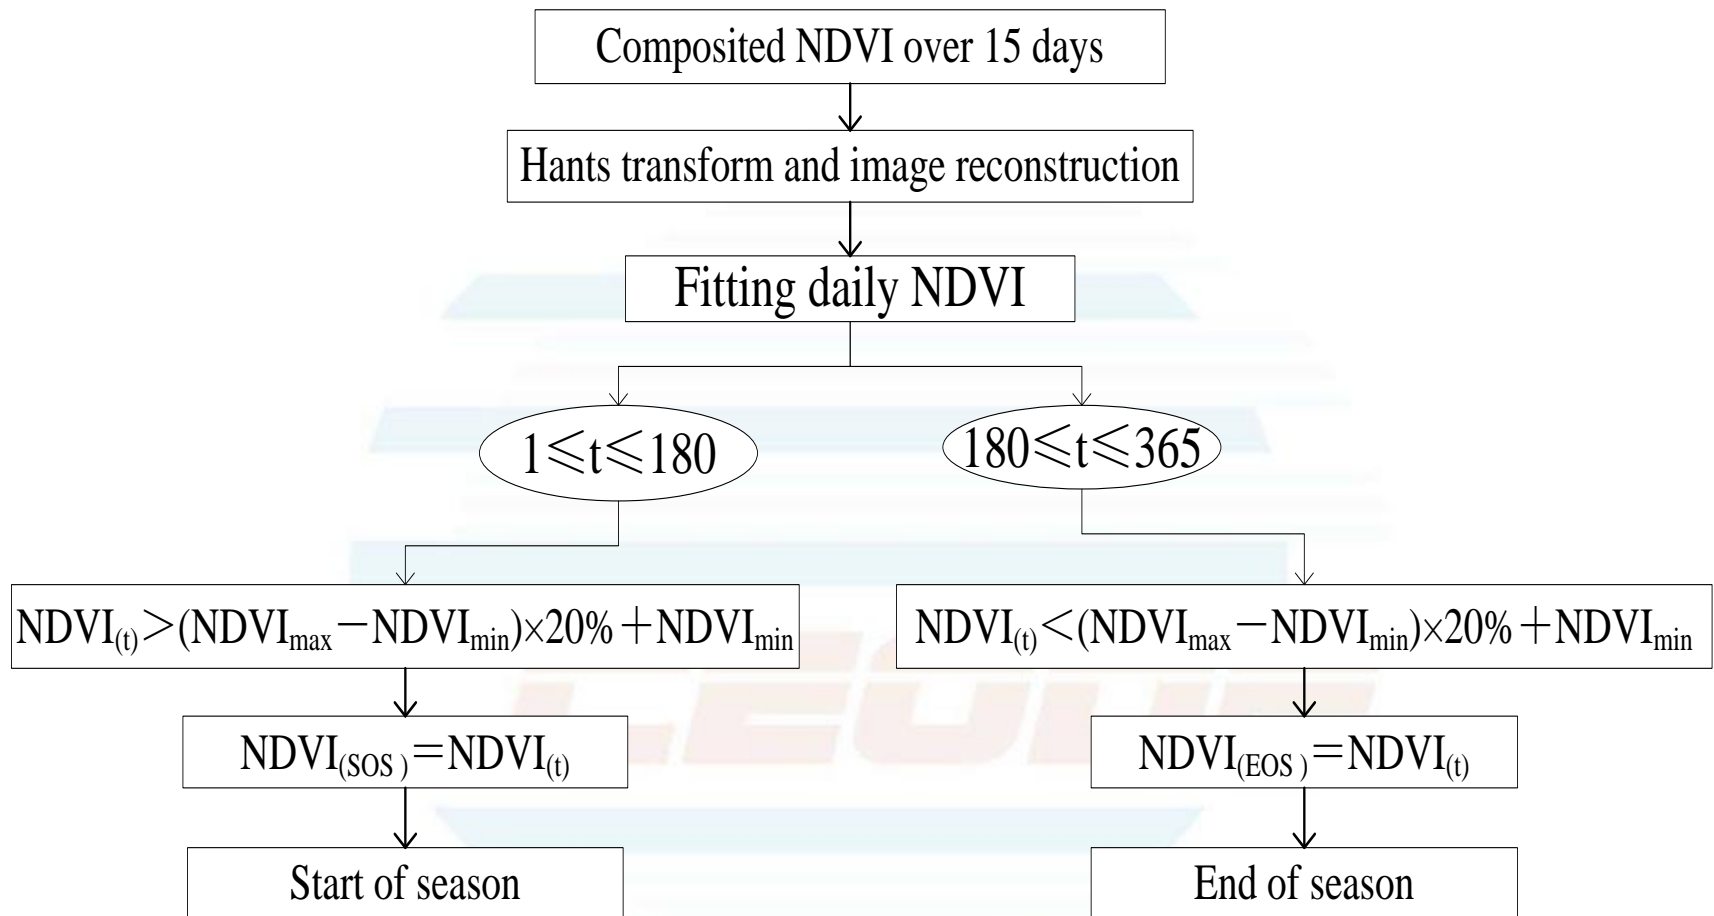 Composited NDVI over 15 days
Hants transform and image reconstruction
Fitting daily NDVI
1≤t≤180
180≤t≤365
NDVI(t)>(NDVImax−NDVImin)×20%+NDVImin
NDVI(t)<(NDVImax−NDVImin)×20%+NDVImin
NDVI(SOS)=NDVI(t)
NDVI(EOS)=NDVI(t)
Start of season
End of season